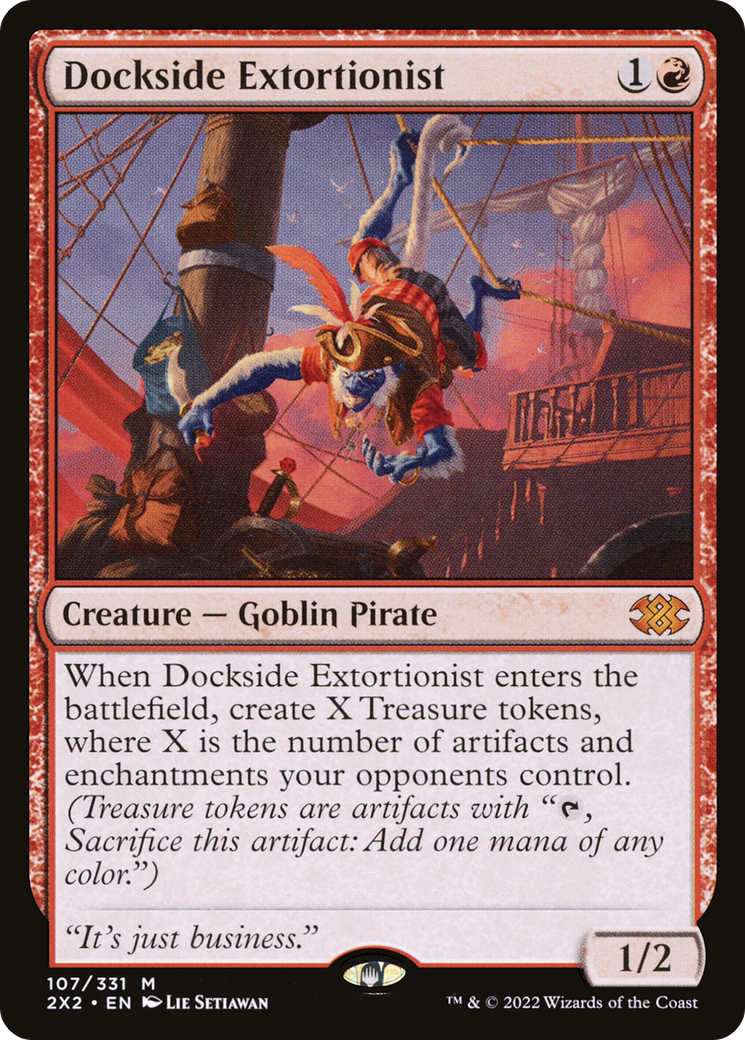 Dockside Extortionist 1
Creature — Goblin Pirate
When Dockside Extortionist enters the
battlefield, create X Treasure tokens,
where X is the number of artifacts and
enchantments your opponents control.
(Treasure tokens are artifacts with “,
Sacrifice this artifact: Add one mana of any
color.”)
“It's just business.”
1/2
107/331 M
2X2 • EN Lie Setiawan
™ & © 2022 Wizards of the Coast